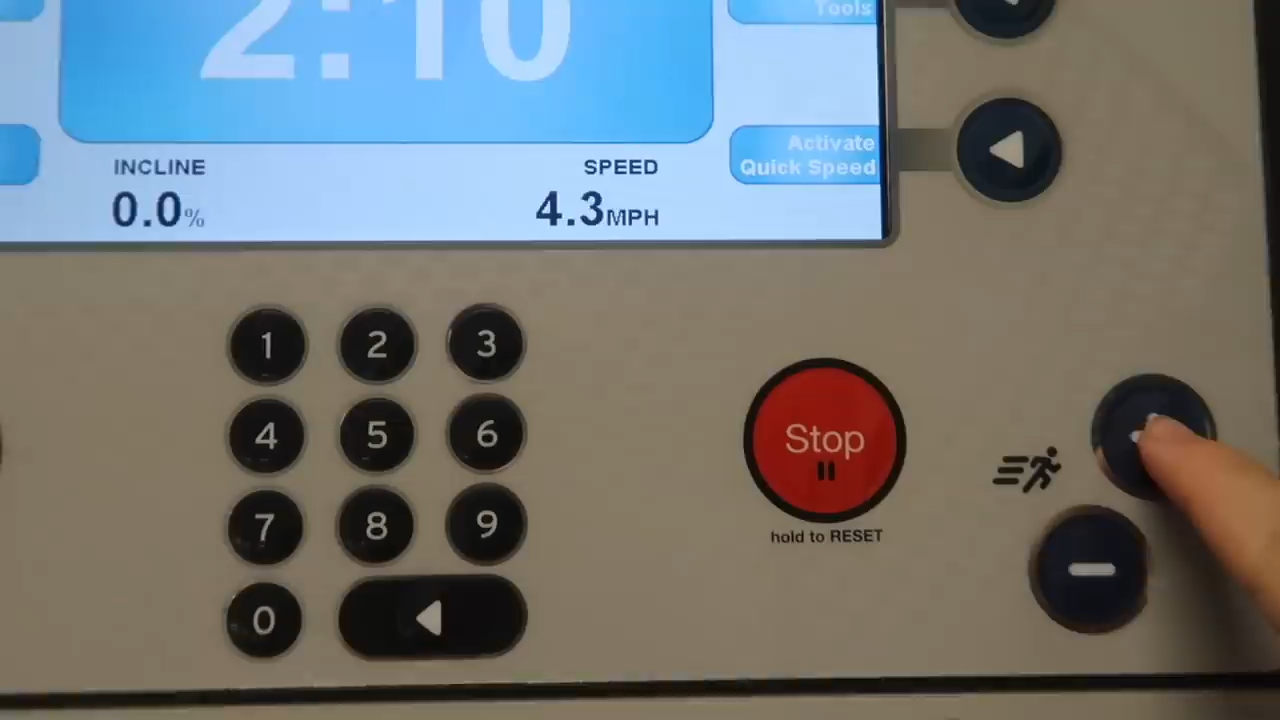 2:10
Tools
Activate
Quick Speed
INCLINE
SPEED
0.0%
4.3MPH
1 2 3
4 5 6
7 8 9
0
Stop
hold to RESET